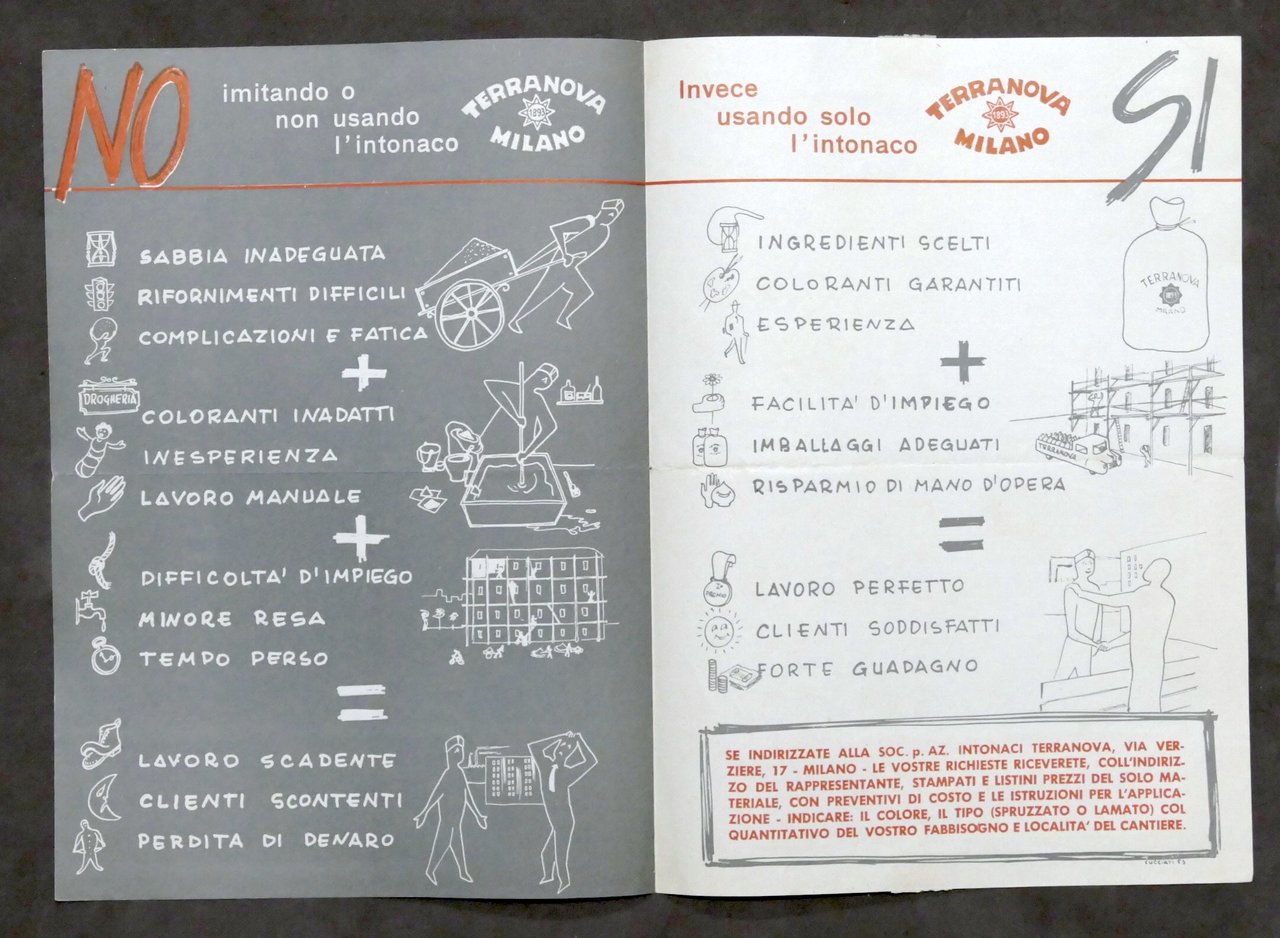 NO
imitando o
non usando
l'intonaco
TERRANOVA
1893
MILANO
SABBIA INADEGUATA
RIFORNIMENTI DIFFICILI
COMPLICAZIONI E FATICA
+
DROGHERIA
COLORANTI INADATTI
INESPERIENZA
LAVORO MANUALE
+
DIFFICOLTA' D'IMPIEGO
MINORE RESA
TEMPO PERSO
=
LAVORO SCADENTE
CLIENTI SCONTENTI
PERDITA DI DENARO
Invece
usando solo
l'intonaco
TERRANOVA
1893
MILANO
SI
INGREDIENTI SCELTI
COLORANTI GARANTITI
ESPERIENZA
TERRANOVA
MILANO
+
FACILITA' D'IMPIEGO
IMBALLAGGI ADEGUATI
RISPARMIO DI MANO D'OPERA
TERRANOVA
=
LAVORO PERFETTO
PREMIO
CLIENTI SODDISFATTI
FORTE GUADAGNO
SE INDIRIZZATE ALLA SOC. p. AZ. INTONACI TERRANOVA, VIA VER-
ZIERE, 17 - MILANO - LE VOSTRE RICHIESTE RICEVERETE, COLL'INDIRIZ-
ZO DEL RAPPRESENTANTE, STAMPATI E LISTINI PREZZI DEL SOLO MA-
TERIALE, CON PREVENTIVI DI COSTO E LE ISTRUZIONI PER L'APPLICA-
ZIONE - INDICARE: IL COLORE, IL TIPO (SPRUZZATO O LAMATO) COL
QUANTITATIVO DEL VOSTRO FABBISOGNO E LOCALITA' DEL CANTIERE.